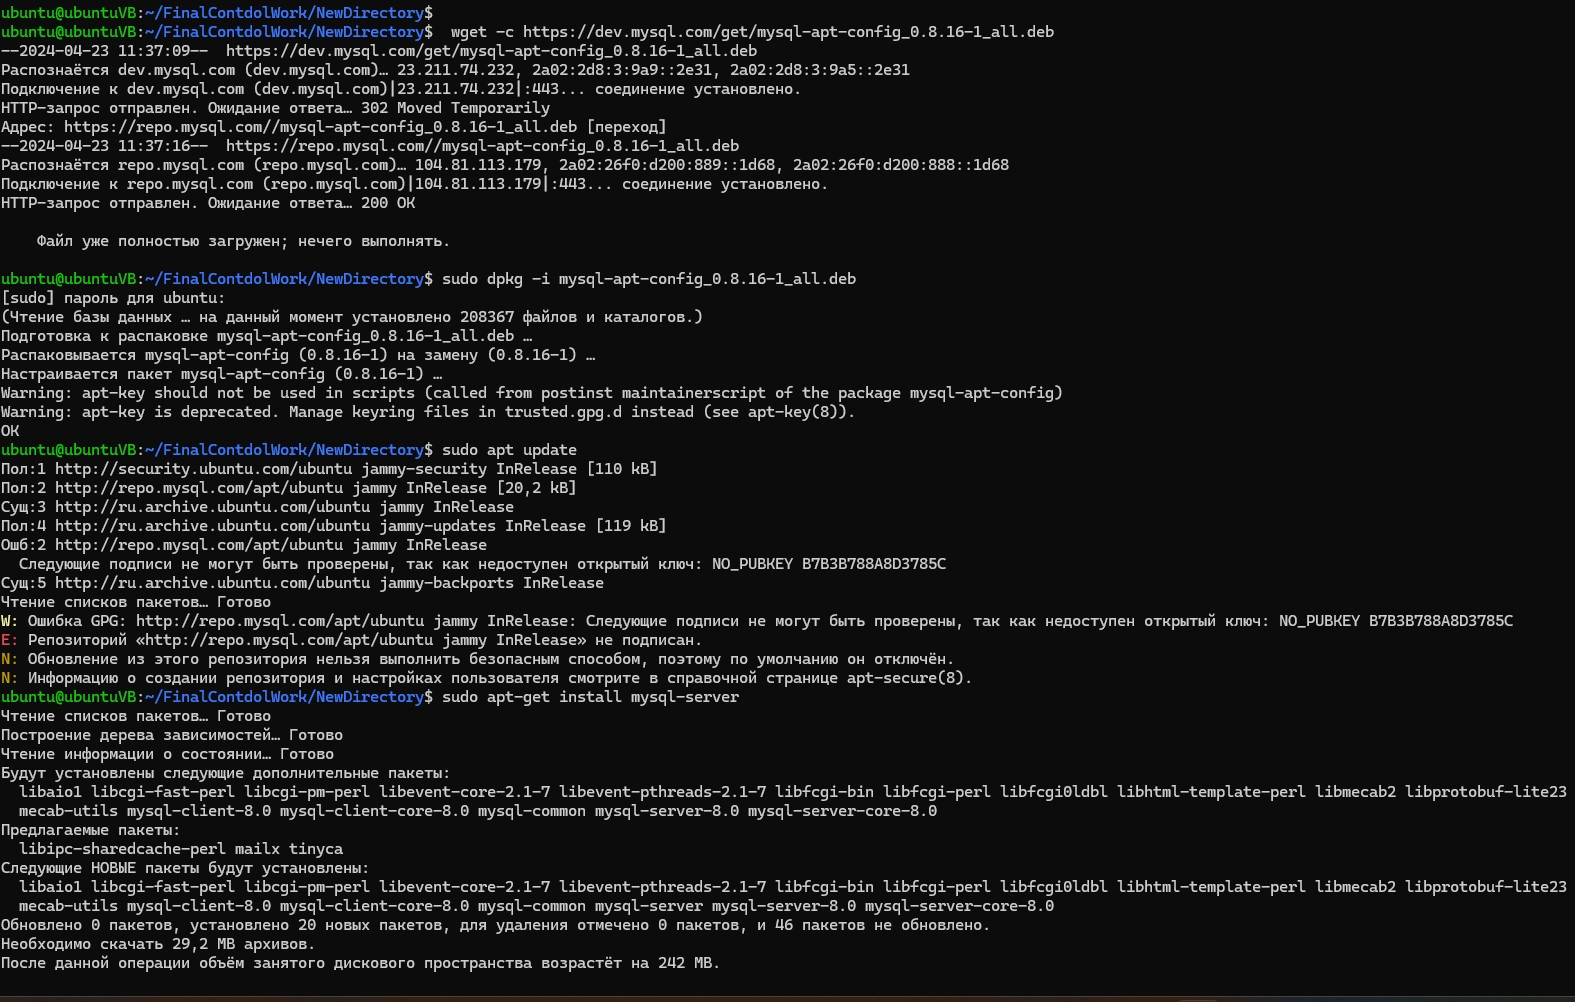 ubuntu@ubuntuVB:~/FinalContdolWork/NewDirectory$
ubuntu@ubuntuVB:~/FinalContdolWork/NewDirectory$  wget -c https://dev.mysql.com/get/mysql-apt-config_0.8.16-1_all.deb
--2024-04-23 11:37:09--  https://dev.mysql.com/get/mysql-apt-config_0.8.16-1_all.deb
Распознаётся dev.mysql.com (dev.mysql.com)… 23.211.74.232, 2a02:2d8:3:9a9::2e31, 2a02:2d8:3:9a5::2e31
Подключение к dev.mysql.com (dev.mysql.com)|23.211.74.232|:443... соединение установлено.
HTTP-запрос отправлен. Ожидание ответа… 302 Moved Temporarily
Адрес: https://repo.mysql.com//mysql-apt-config_0.8.16-1_all.deb [переход]
--2024-04-23 11:37:16--  https://repo.mysql.com//mysql-apt-config_0.8.16-1_all.deb
Распознаётся repo.mysql.com (repo.mysql.com)… 104.81.113.179, 2a02:26f0:d200:889::1d68, 2a02:26f0:d200:888::1d68
Подключение к repo.mysql.com (repo.mysql.com)|104.81.113.179|:443... соединение установлено.
HTTP-запрос отправлен. Ожидание ответа… 200 OK
Файл уже полностью загружен; нечего выполнять.
ubuntu@ubuntuVB:~/FinalContdolWork/NewDirectory$ sudo dpkg -i mysql-apt-config_0.8.16-1_all.deb
[sudo] пароль для ubuntu:
(Чтение базы данных … на данный момент установлено 208367 файлов и каталогов.)
Подготовка к распаковке mysql-apt-config_0.8.16-1_all.deb …
Распаковывается mysql-apt-config (0.8.16-1) на замену (0.8.16-1) …
Настраивается пакет mysql-apt-config (0.8.16-1) …
Warning: apt-key should not be used in scripts (called from postinst maintainerscript of the package mysql-apt-config)
Warning: apt-key is deprecated. Manage keyring files in trusted.gpg.d instead (see apt-key(8)).
OK
ubuntu@ubuntuVB:~/FinalContdolWork/NewDirectory$ sudo apt update
Пол:1 http://security.ubuntu.com/ubuntu jammy-security InRelease [110 kB]
Пол:2 http://repo.mysql.com/apt/ubuntu jammy InRelease [20,2 kB]
Сущ:3 http://ru.archive.ubuntu.com/ubuntu jammy InRelease
Пол:4 http://ru.archive.ubuntu.com/ubuntu jammy-updates InRelease [119 kB]
Ошб:2 http://repo.mysql.com/apt/ubuntu jammy InRelease
Следующие подписи не могут быть проверены, так как недоступен открытый ключ: NO_PUBKEY B7B3B788A8D3785C
Сущ:5 http://ru.archive.ubuntu.com/ubuntu jammy-backports InRelease
Чтение списков пакетов… Готово
W: Ошибка GPG: http://repo.mysql.com/apt/ubuntu jammy InRelease: Следующие подписи не могут быть проверены, так как недоступен открытый ключ: NO_PUBKEY B7B3B788A8D3785C
E: Репозиторий «http://repo.mysql.com/apt/ubuntu jammy InRelease» не подписан.
N: Обновление из этого репозитория нельзя выполнить безопасным способом, поэтому по умолчанию он отключён.
N: Информацию о создании репозитория и настройках пользователя смотрите в справочной странице apt-secure(8).
ubuntu@ubuntuVB:~/FinalContdolWork/NewDirectory$ sudo apt-get install mysql-server
Чтение списков пакетов… Готово
Построение дерева зависимостей… Готово
Чтение информации о состоянии… Готово
Будут установлены следующие дополнительные пакеты:
libaio1 libcgi-fast-perl libcgi-pm-perl libevent-core-2.1-7 libevent-pthreads-2.1-7 libfcgi-bin libfcgi-perl libfcgi0ldbl libhtml-template-perl libmecab2 libprotobuf-lite23
mecab-utils mysql-client-8.0 mysql-client-core-8.0 mysql-common mysql-server-8.0 mysql-server-core-8.0
Предлагаемые пакеты:
libipc-sharedcache-perl mailx tinyca
Следующие НОВЫЕ пакеты будут установлены:
libaio1 libcgi-fast-perl libcgi-pm-perl libevent-core-2.1-7 libevent-pthreads-2.1-7 libfcgi-bin libfcgi-perl libfcgi0ldbl libhtml-template-perl libmecab2 libprotobuf-lite23
mecab-utils mysql-client-8.0 mysql-client-core-8.0 mysql-common mysql-server mysql-server-8.0 mysql-server-core-8.0
Обновлено 0 пакетов, установлено 20 новых пакетов, для удаления отмечено 0 пакетов, и 46 пакетов не обновлено.
Необходимо скачать 29,2 MB архивов.
После данной операции объём занятого дискового пространства возрастёт на 242 MB.